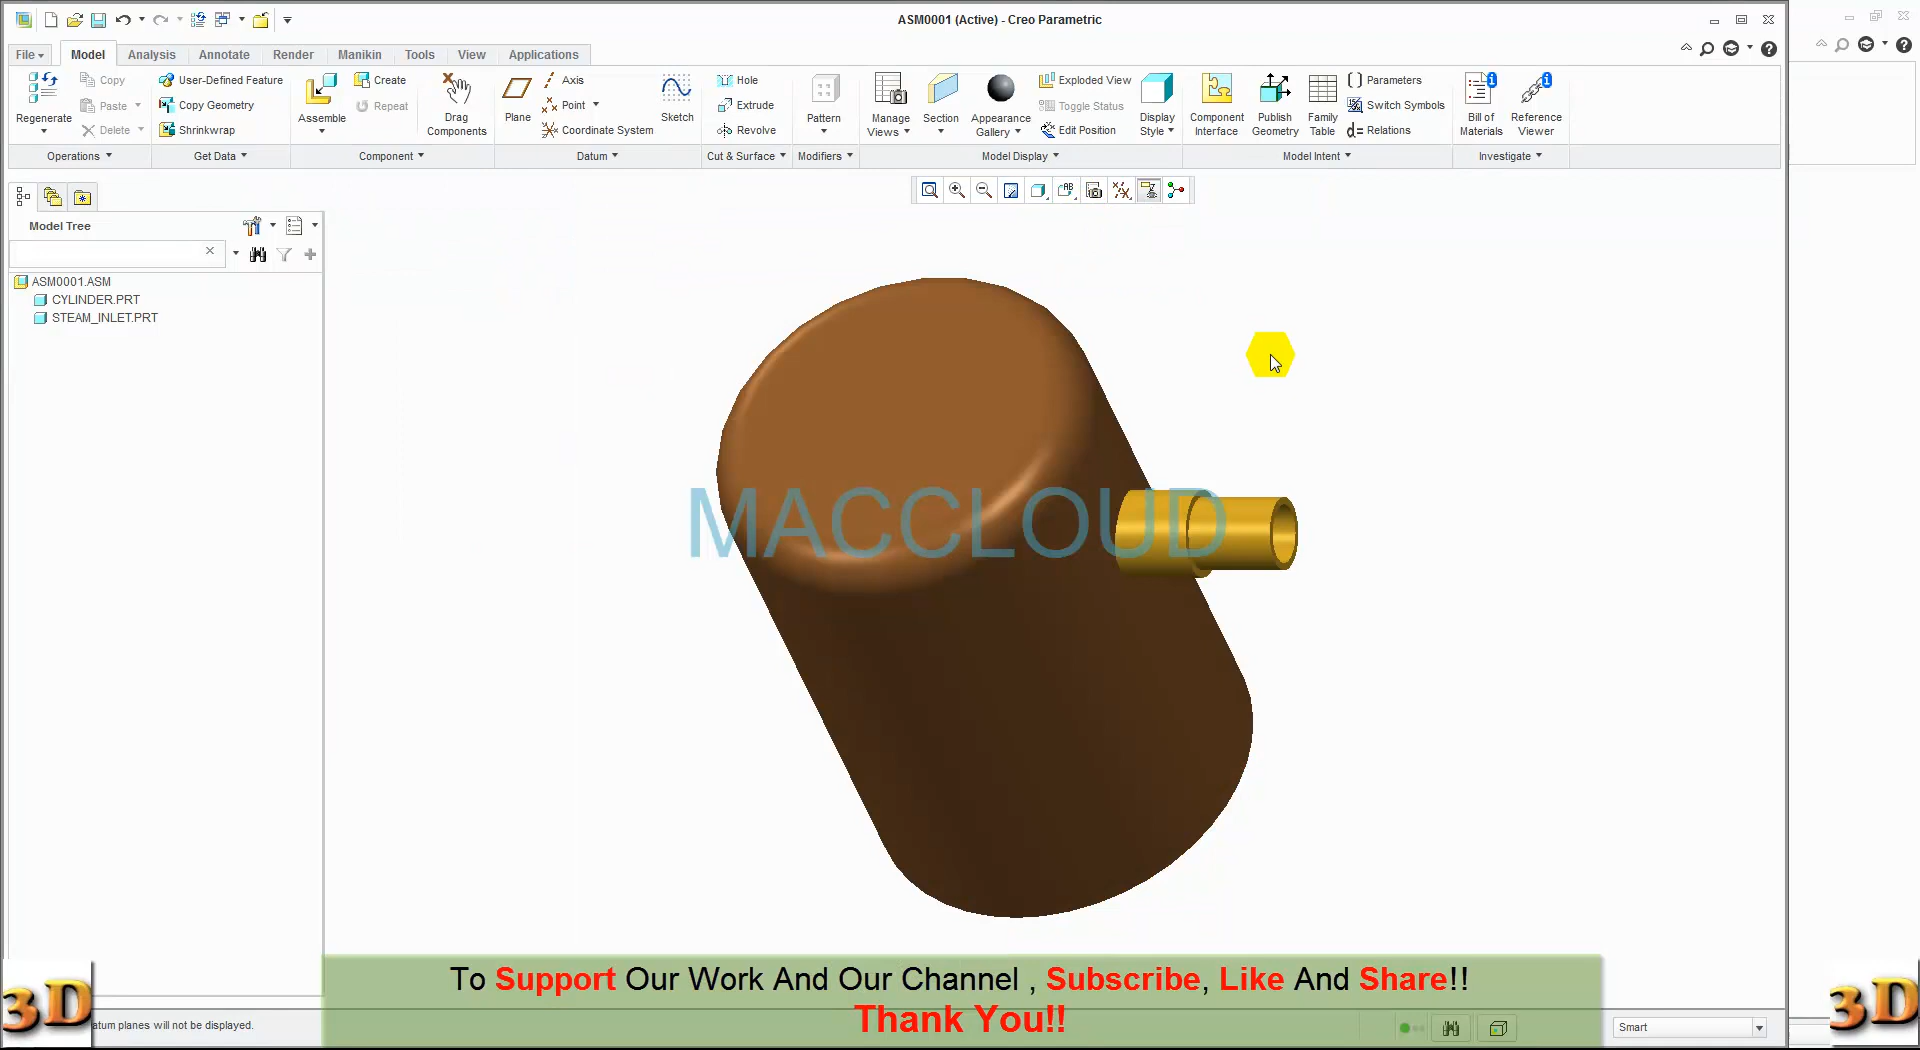 ASM0001 (Active) - Creo Parametric
File Model Analysis Annotate Render Manikin Tools View Applications
Regenerate
Copy
Paste
Delete
Operations
User-Defined Feature
Copy Geometry
Shrinkwrap
Get Data
Assemble
Create
Repeat
Drag
Components
Component
Plane
Axis
Point
Coordinate System
Sketch
Datum
Hole
Extrude
Revolve
Cut & Surface
Pattern
Modifiers
Manage
Views
Section
Appearance
Gallery
Exploded View
Toggle Status
Edit Position
Display
Style
Model Display
Component
Interface
Publish
Geometry
Family
Table
Parameters
Switch Symbols
d= Relations
Model Intent
Bill of
Materials
Reference
Viewer
Investigate
Model Tree
ASM0001.ASM
CYLINDER.PRT
STEAM_INLET.PRT
MACCLOUD
To Support Our Work And Our Channel , Subscribe, Like And Share!!
Thank You!!
3D
atum planes will not be displayed.
Smart
3D